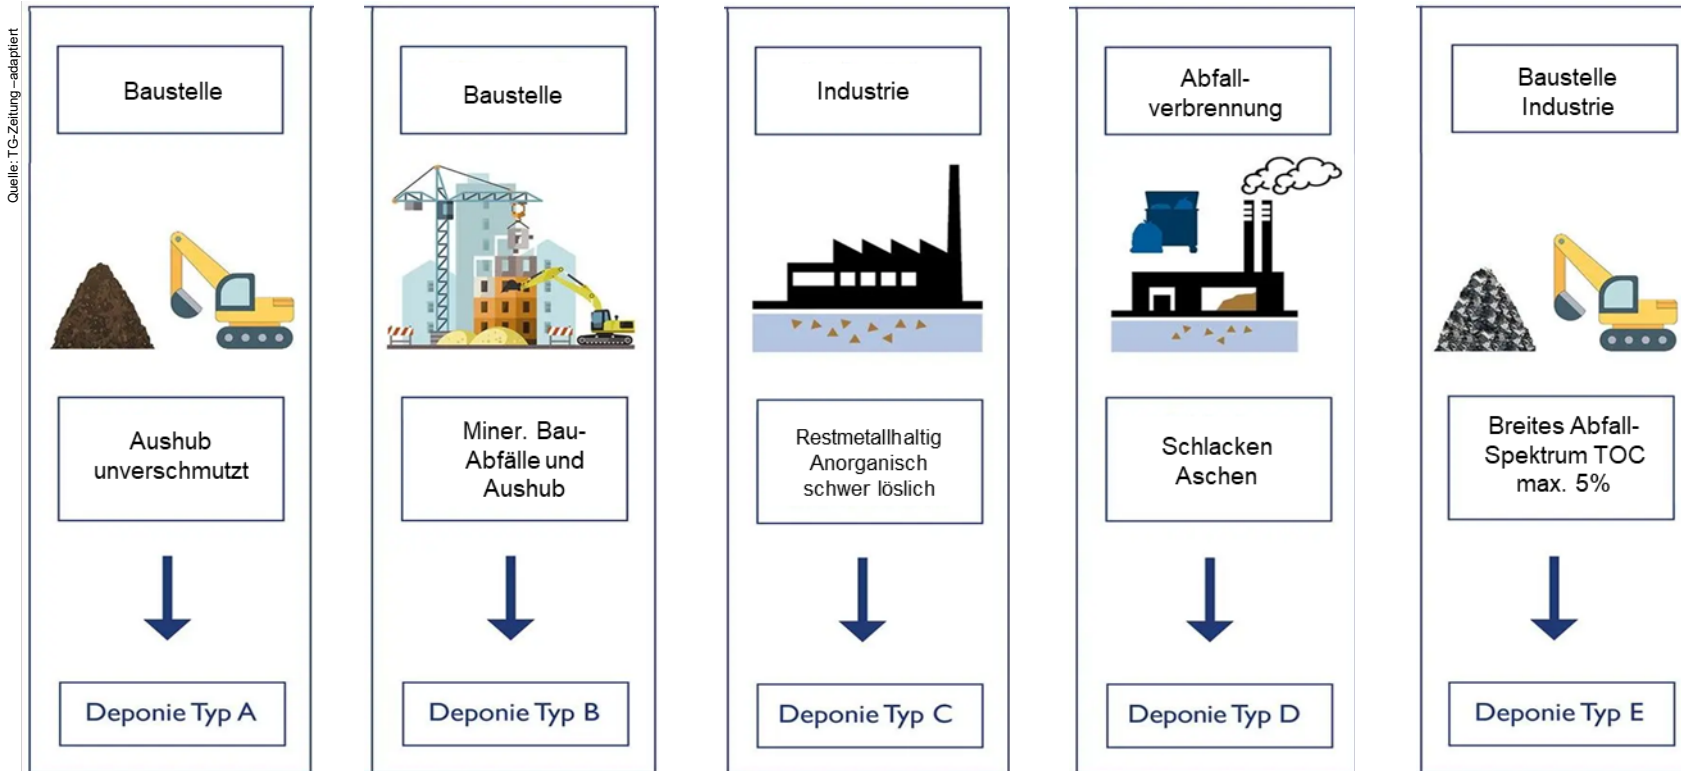 Quelle: TG-Zeitung –adaptiert
Baustelle
Aushub
unverschmutzt
Deponie Typ A
Baustelle
Miner. Bau-
Abfälle und
Aushub
Deponie Typ B
Industrie
Restmetallhaltig
Anorganisch
schwer löslich
Deponie Typ C
Abfall-
verbrennung
Schlacken
Aschen
Deponie Typ D
Baustelle
Industrie
Breites Abfall-
Spektrum TOC
max. 5%
Deponie Typ E